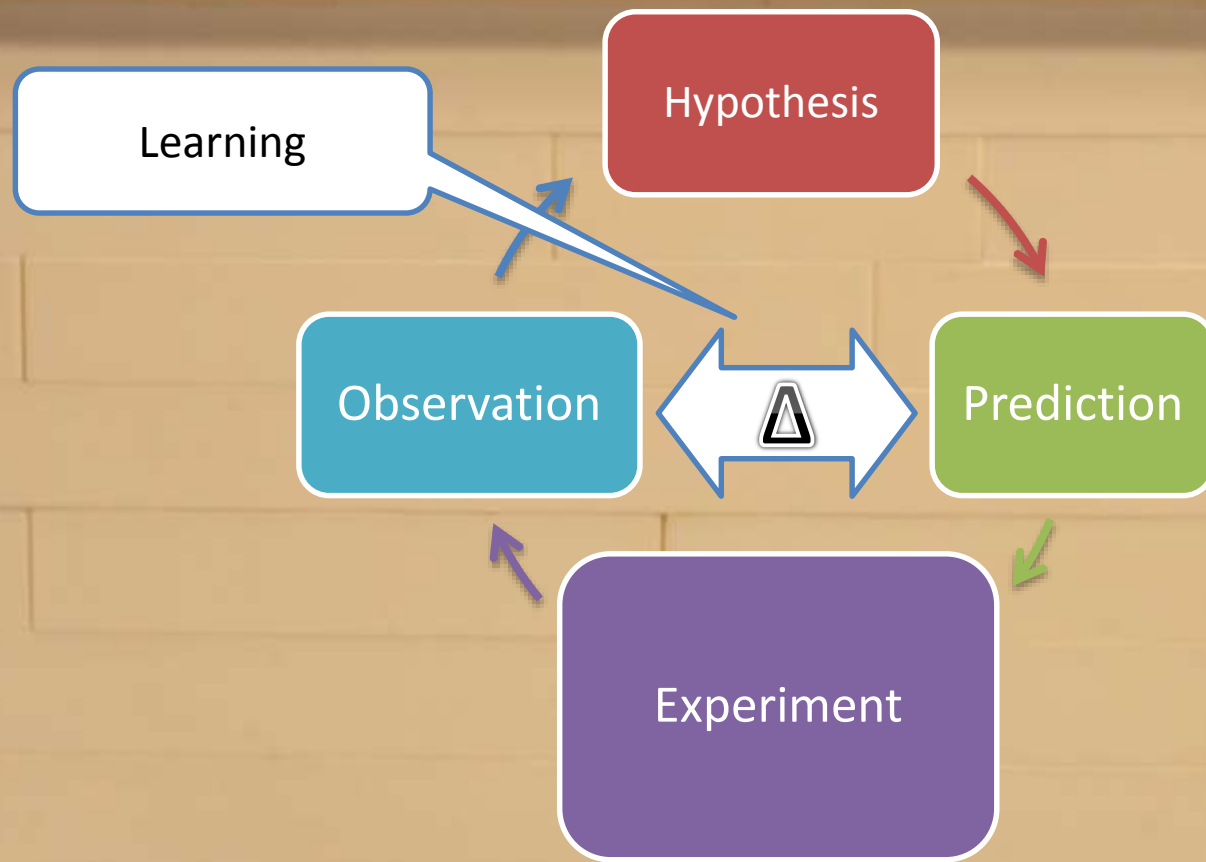 Hypothesis
Learning
Observation
Δ
Prediction
Experiment